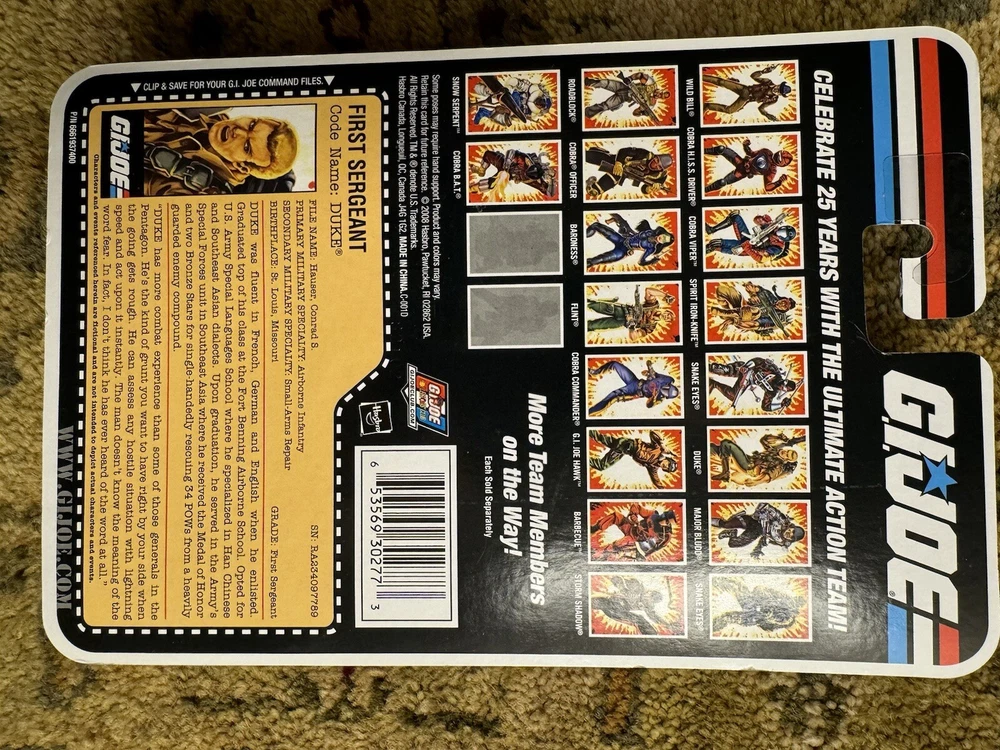 G.I.JOE
®
CELEBRATE 25 YEARS WITH THE ULTIMATE ACTION TEAM!
WILD BILL™
COBRA H.I.S.S. DRIVER™
COBRA VIPER™
SPIRIT IRON-KNIFE™
SNAKE EYES®
DUKE®
MAJOR BLUDD®
SNAKE EYES®
ROADBLOCK®
COBRA® OFFICER
BARONESS®
FLINT®
COBRA COMMANDER®
G.I. JOE HAWK™
BARBECUE™
STORM SHADOW®
SNOW SERPENT™
COBRA B.A.T.®
More Team Members
on the Way!
Each Sold Separately
Some poses may require hand support. Product and colors may vary.
Retain this card for future reference. © 2008 Hasbro, Pawtucket, RI 02862 USA.
All Rights Reserved. TM & ® denote U.S. Trademarks.
Hasbro Canada, Longueuil, QC, Canada J4G 1G2. MADE IN CHINA. C-001D
G.I.JOE
GIJOECLUB.COM
Hasbro
6 53569 30277 3
▼ CLIP & SAVE FOR YOUR G.I. JOE COMMAND FILES. ▼
FIRST SERGEANT
Code Name: DUKE®
G.I.JOE
FILE NAME: Hauser, Conrad S. SN: RA234097789
PRIMARY MILITARY SPECIALTY: Airborne Infantry
SECONDARY MILITARY SPECIALTY: Small-Arms Repair
BIRTHPLACE: St. Louis, Missouri GRADE: First Sergeant
DUKE was fluent in French, German and English when he enlisted.
Graduated top of his class at the Fort Benning Airborne School. Opted for
U.S. Army Special Languages School where he specialized in Han Chinese
and Southeast Asian dialects. Upon graduation, he served in the Army's
Special Forces unit in Southeast Asia where he received the Medal of Honor
and two Bronze Stars for single-handedly rescuing 34 POWs from a heavily
guarded enemy compound.
"DUKE has more combat experience than some of those generals in the
Pentagon. He's the kind of grunt you want to have right by your side when
the going gets rough. He can assess any hostile situation with lightning
speed and act upon it instantly. The man doesn't know the meaning of the
word fear. In fact, I don't think he has ever heard of the word at all."
Characters and events referenced herein are fictional and are not intended to depict actual characters and events.
P/N 6661937400
WWW.GIJOE.COM